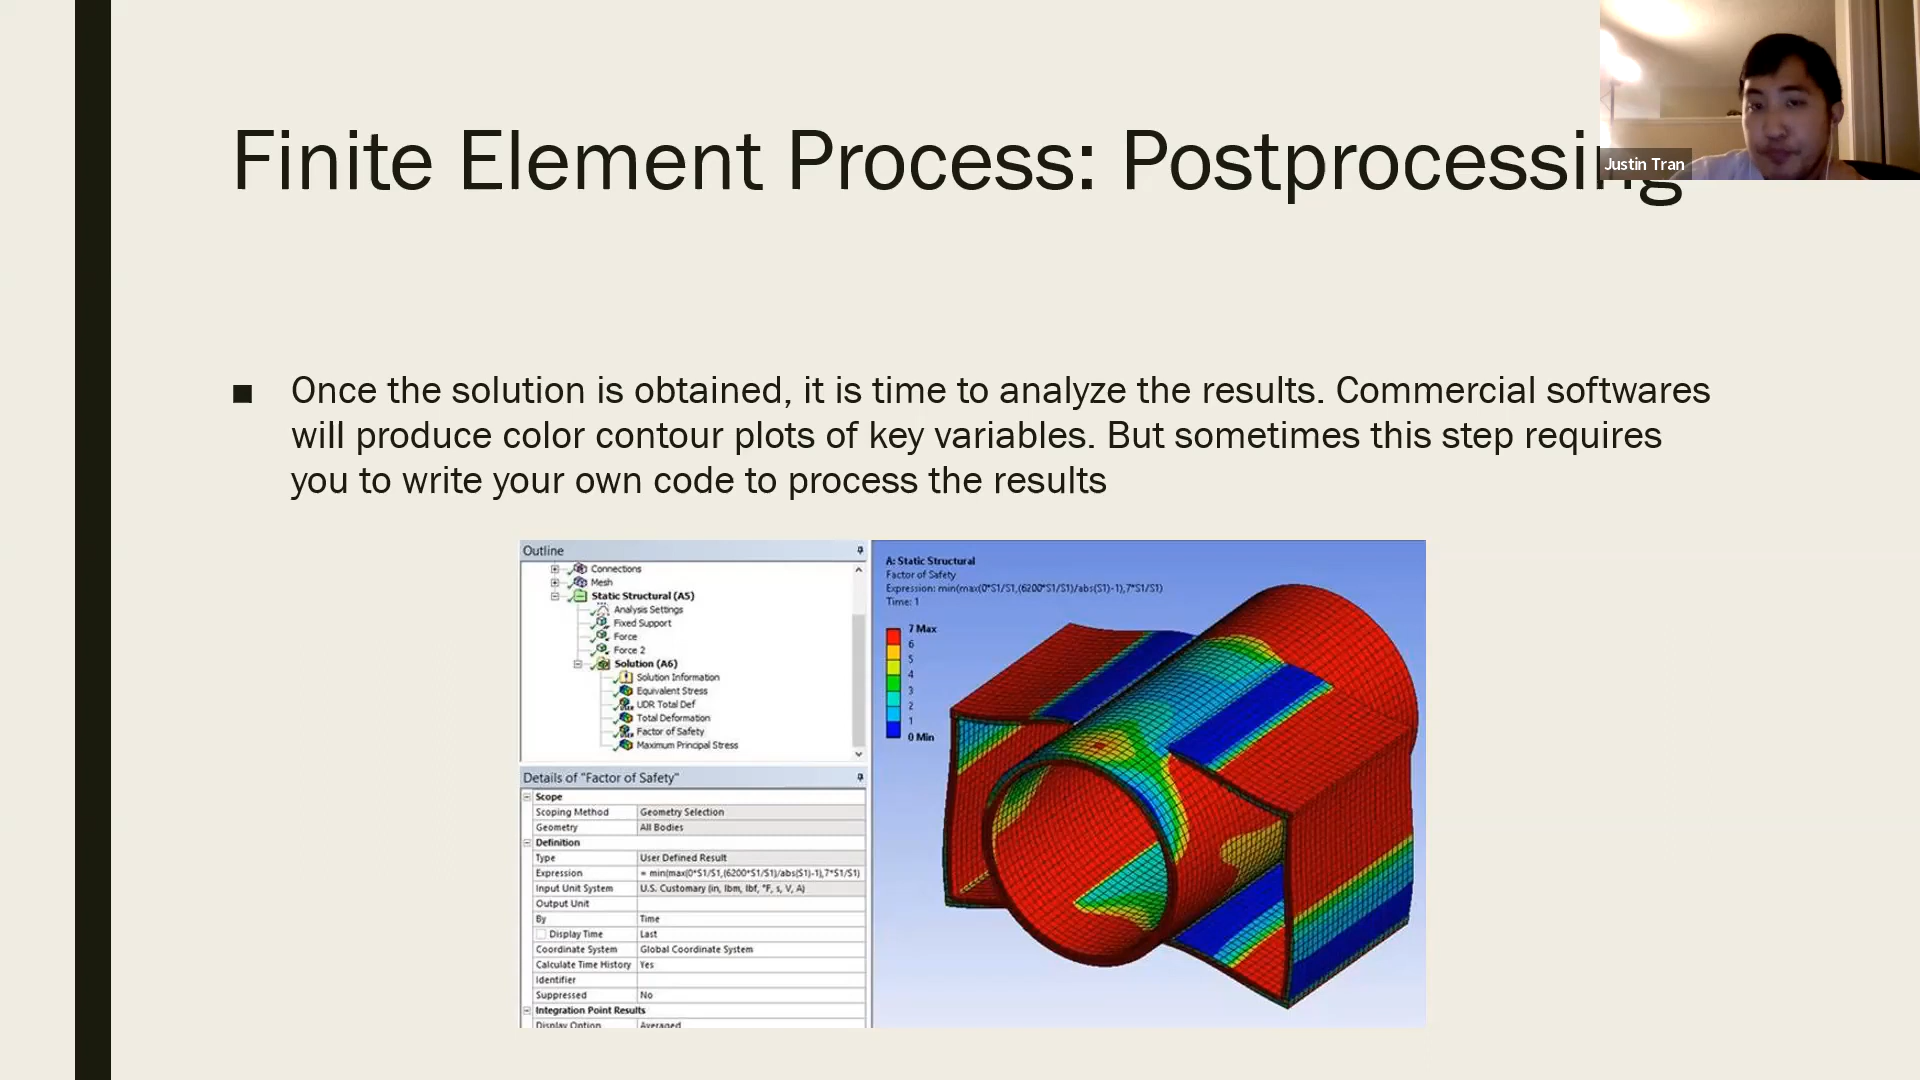 Finite Element Process: Postprocessing
Justin Tran
■ Once the solution is obtained, it is time to analyze the results. Commercial softwares
will produce color contour plots of key variables. But sometimes this step requires
you to write your own code to process the results
Outline
Connections
Mesh
Static Structural (A5)
Analysis Settings
Fixed Support
Force
Force 2
Solution (A6)
Solution Information
Equivalent Stress
UDR Total Def
Total Deformation
Factor of Safety
Maximum Principal Stress
Details of "Factor of Safety"
Scope
Scoping Method Geometry Selection
Geometry All Bodies
Definition
Type User Defined Result
Expression = min(max(0*S1/S1,(6200*S1/S1)/abs(S1)-1),7*S1/S1)
Input Unit System U.S. Customary (in, lbm, lbf, °F, s, V, A)
Output Unit
By Time
Display Time Last
Coordinate System Global Coordinate System
Calculate Time History Yes
Identifier
Suppressed No
Integration Point Results
Display Option Averaged
A: Static Structural
Factor of Safety
Expression: min(max(0*S1/S1,(6200*S1/S1)/abs(S1)-1),7*S1/S1)
Time: 1
7 Max
6
5
4
3
2
1
0 Min